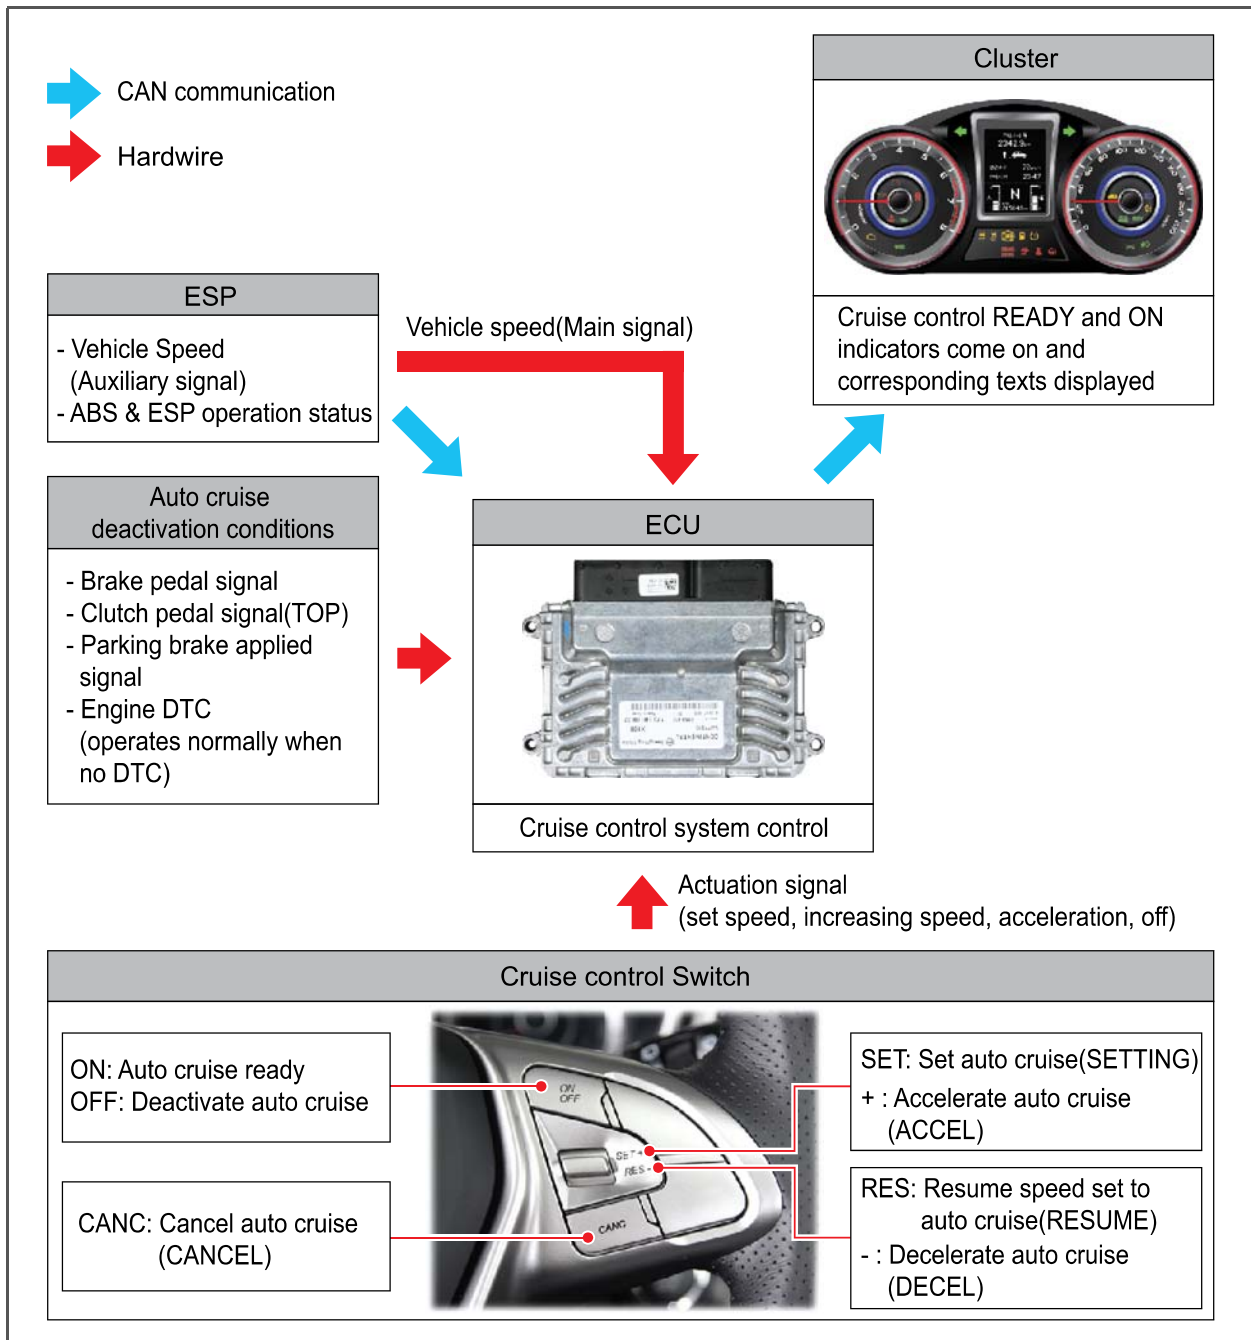 CAN communication
Hardwire
Cluster
N
Cruise control READY and ON
indicators come on and
corresponding texts displayed
ESP
- Vehicle Speed
(Auxiliary signal)
- ABS & ESP operation status
Vehicle speed(Main signal)
Auto cruise
deactivation conditions
- Brake pedal signal
- Clutch pedal signal(TOP)
- Parking brake applied
signal
- Engine DTC
(operates normally when
no DTC)
ECU
Cruise control system control
Actuation signal
(set speed, increasing speed, acceleration, off)
Cruise control Switch
ON: Auto cruise ready
OFF: Deactivate auto cruise
CANC: Cancel auto cruise
(CANCEL)
ON
OFF
SET +
RES -
CANC
SET: Set auto cruise(SETTING)
+ : Accelerate auto cruise
(ACCEL)
RES: Resume speed set to
auto cruise(RESUME)
- : Decelerate auto cruise
(DECEL)